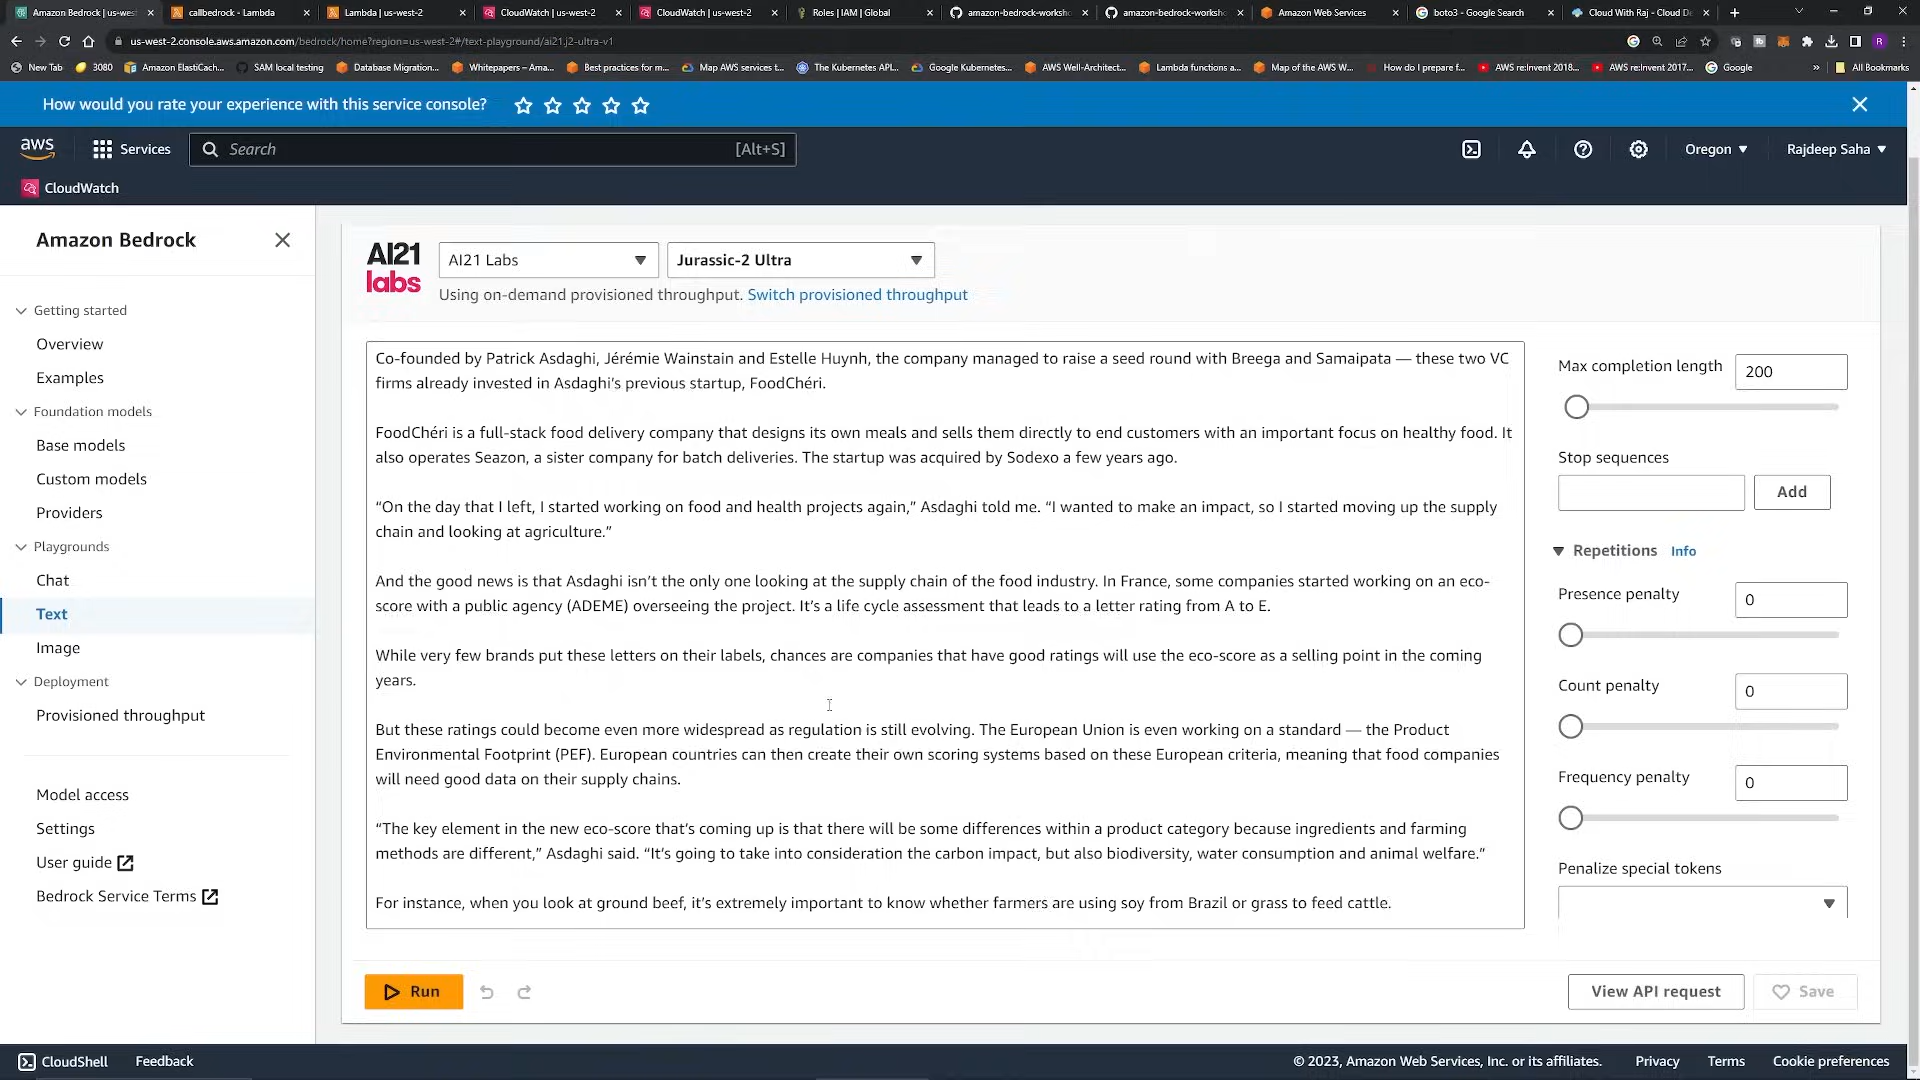 Amazon Bedrock | us-west
callbedrock - Lambda
Lambda | us-west-2
CloudWatch | us-west-2
CloudWatch | us-west-2
Roles | IAM | Global
amazon-bedrock-worksho
amazon-bedrock-worksho
Amazon Web Services
boto3 - Google Search
Cloud With Raj - Cloud De
us-west-2.console.aws.amazon.com/bedrock/home?region=us-west-2#/text-playground/ai21.j2-ultra-v1
New Tab
3080
Amazon ElastiCach...
SAM local testing
Database Migration...
Whitepapers – Ama...
Best practices for m...
Map AWS services t...
The Kubernetes API...
Google Kubernetes...
AWS Well-Architect...
Lambda functions a...
Map of the AWS W...
How do I prepare f...
AWS re:Invent 2018...
AWS re:Invent 2017...
Google
»
All Bookmarks
How would you rate your experience with this service console?
aws
Services
Search
[Alt+S]
Oregon
Rajdeep Saha
CloudWatch
Amazon Bedrock
Getting started
Overview
Examples
Foundation models
Base models
Custom models
Providers
Playgrounds
Chat
Text
Image
Deployment
Provisioned throughput
Model access
Settings
User guide
Bedrock Service Terms
AI21
labs
AI21 Labs
Jurassic-2 Ultra
Using on-demand provisioned throughput. Switch provisioned throughput
Co-founded by Patrick Asdaghi, Jérémie Wainstain and Estelle Huynh, the company managed to raise a seed round with Breega and Samaipata — these two VC
firms already invested in Asdaghi's previous startup, FoodChéri.
FoodChéri is a full-stack food delivery company that designs its own meals and sells them directly to end customers with an important focus on healthy food. It
also operates Seazon, a sister company for batch deliveries. The startup was acquired by Sodexo a few years ago.
“On the day that I left, I started working on food and health projects again,” Asdaghi told me. “I wanted to make an impact, so I started moving up the supply
chain and looking at agriculture.”
And the good news is that Asdaghi isn’t the only one looking at the supply chain of the food industry. In France, some companies started working on an eco-
score with a public agency (ADEME) overseeing the project. It’s a life cycle assessment that leads to a letter rating from A to E.
While very few brands put these letters on their labels, chances are companies that have good ratings will use the eco-score as a selling point in the coming
years.
But these ratings could become even more widespread as regulation is still evolving. The European Union is even working on a standard — the Product
Environmental Footprint (PEF). European countries can then create their own scoring systems based on these European criteria, meaning that food companies
will need good data on their supply chains.
“The key element in the new eco-score that’s coming up is that there will be some differences within a product category because ingredients and farming
methods are different,” Asdaghi said. “It’s going to take into consideration the carbon impact, but also biodiversity, water consumption and animal welfare.”
For instance, when you look at ground beef, it’s extremely important to know whether farmers are using soy from Brazil or grass to feed cattle.
Max completion length
200
Stop sequences
Add
Repetitions Info
Presence penalty
0
Count penalty
0
Frequency penalty
0
Penalize special tokens
Run
View API request
Save
CloudShell
Feedback
© 2023, Amazon Web Services, Inc. or its affiliates.
Privacy
Terms
Cookie preferences